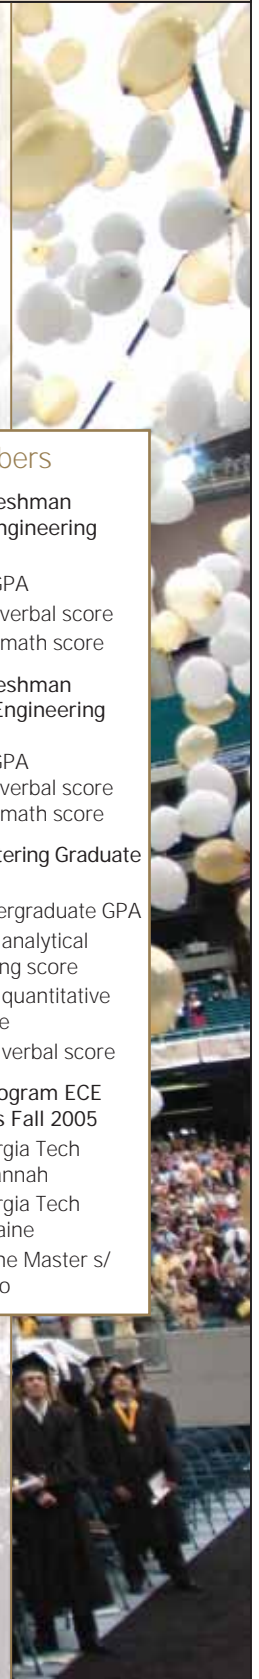 bers
eshman
ngineering
GPA
verbal score
math score
eshman
Engineering
GPA
verbal score
math score
tering Graduate
ergraduate GPA
analytical
ng score
quantitative
e
verbal score
ogram ECE
s Fall 2005
rgia Tech
annah
rgia Tech
aine
ne Master s/
o